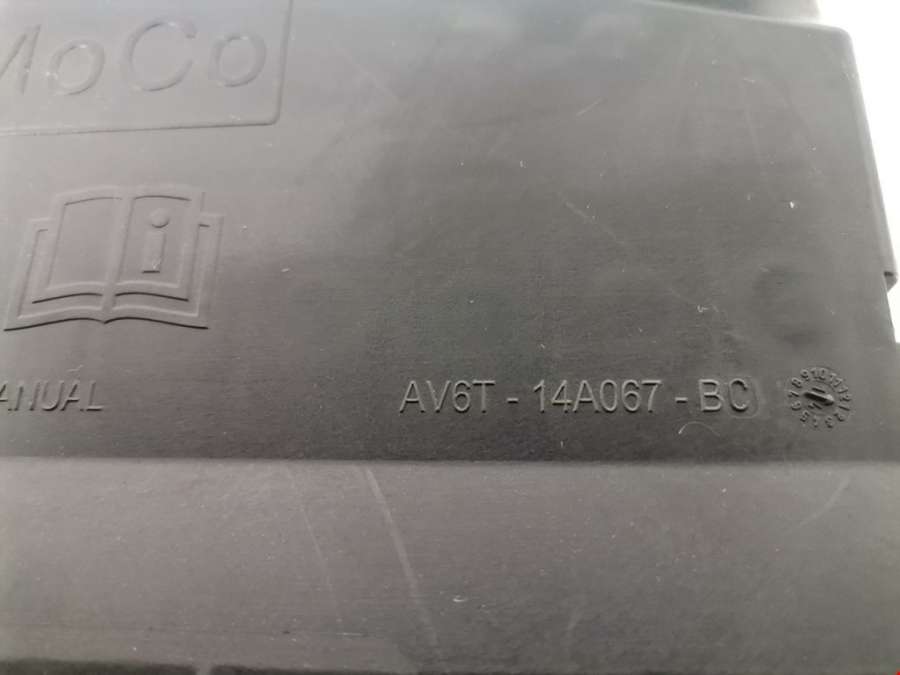 MoCo
i
ANUAL
AV6T - 14A067 - BC